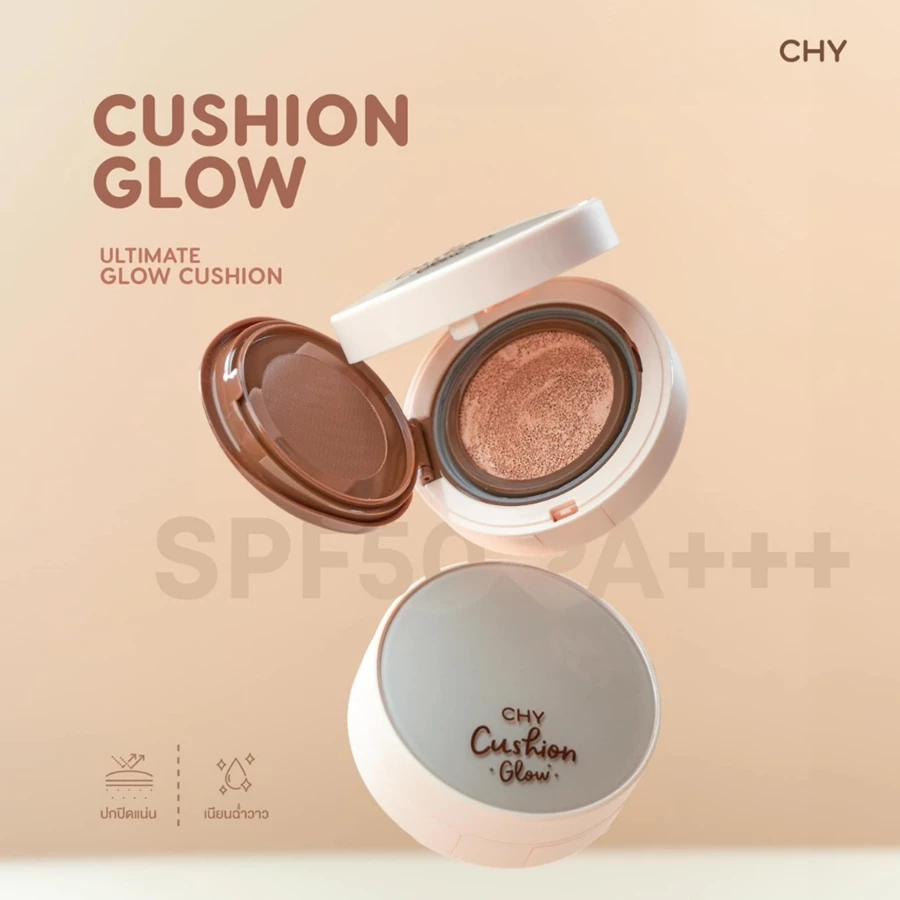 CHY
CUSHION
GLOW
ULTIMATE
GLOW CUSHION
SPF50 PA+++
CHY
Cushion
Glow
ปกปิดแน่น
เนียนฉ่ำวาว